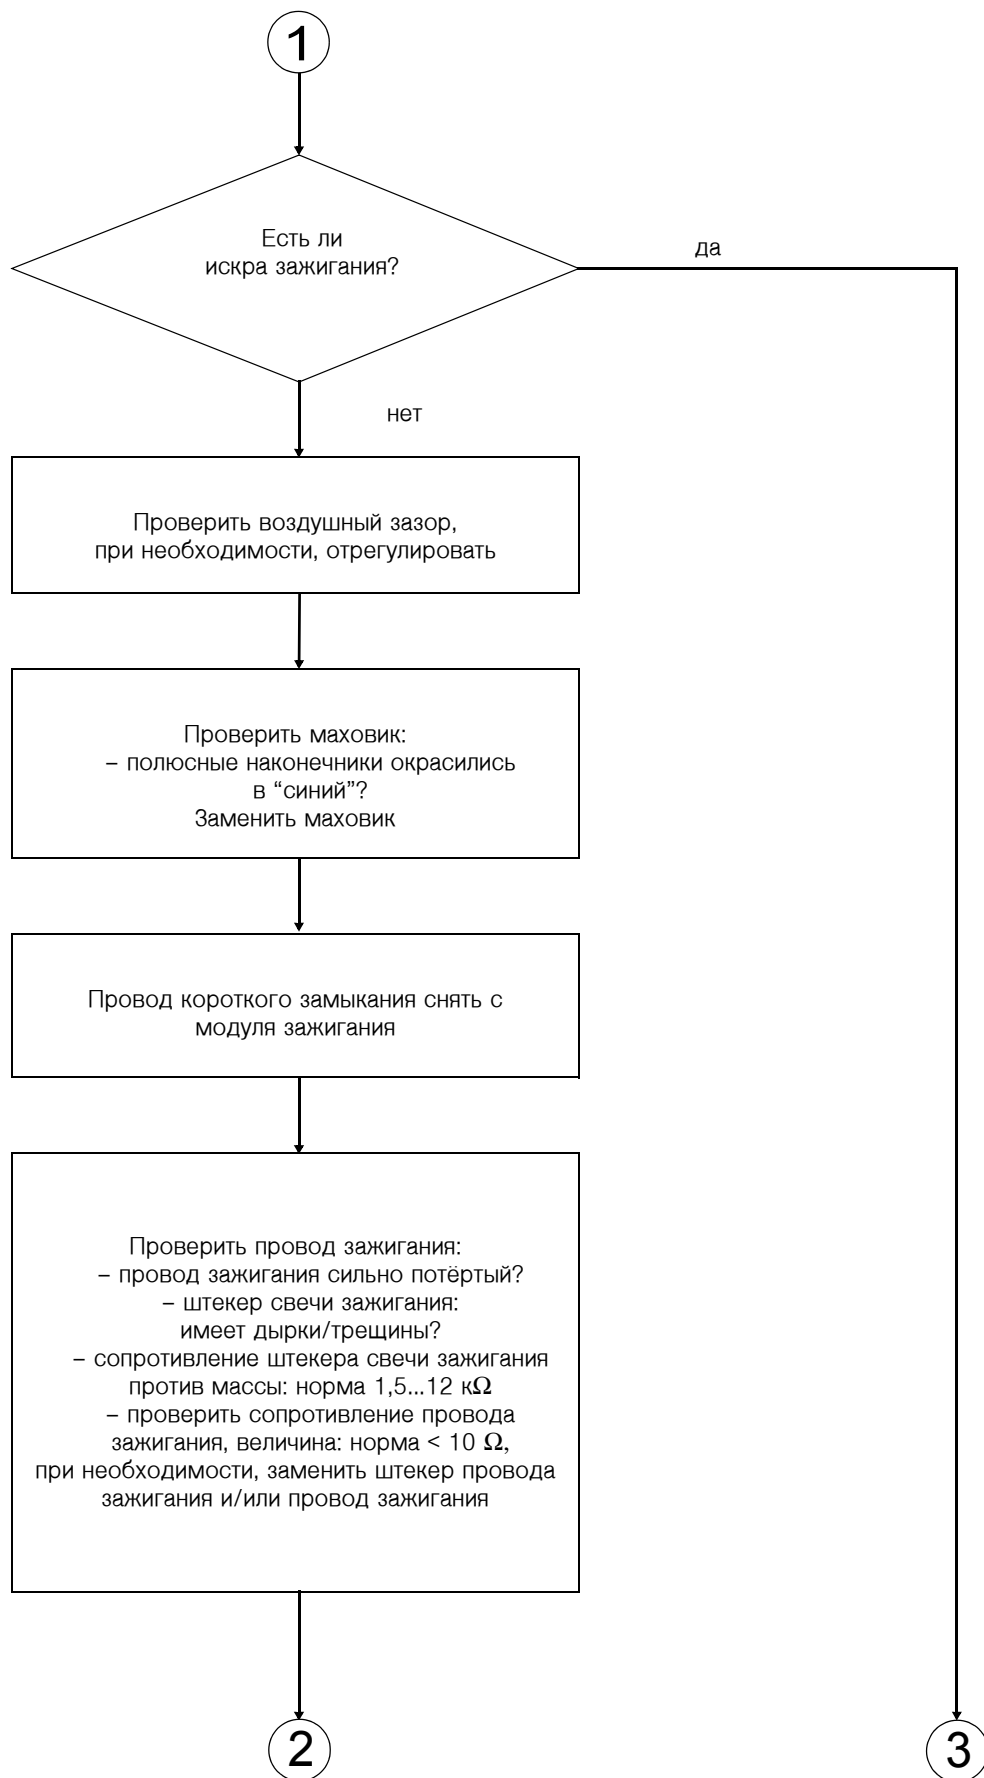 1
Есть ли
искра зажигания?
да
нет
Проверить воздушный зазор,
при необходимости, отрегулировать
Проверить маховик:
– полюсные наконечники окрасились
в “синий”?
Заменить маховик
Провод короткого замыкания снять с
модуля зажигания
Проверить провод зажигания:
– провод зажигания сильно потёртый?
– штекер свечи зажигания:
имеет дырки/трещины?
– сопротивление штекера свечи зажигания
против массы: норма 1,5...12 кΩ
– проверить сопротивление провода
зажигания, величина: норма < 10 Ω,
при необходимости, заменить штекер провода
зажигания и/или провод зажигания
2
3